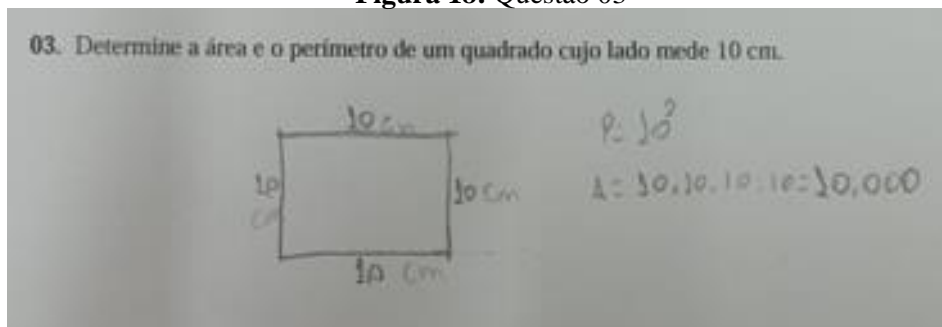 Figura 18: Questão 03
03. Determine a área e o perímetro de um quadrado cujo lado mede 10 cm.
10 cm
P= 10²
10 cm
10 cm
A= 10.10.10.10=10.000
10 cm